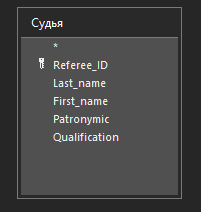 Судья
*
Referee_ID
Last_name
First_name
Patronymic
Qualification